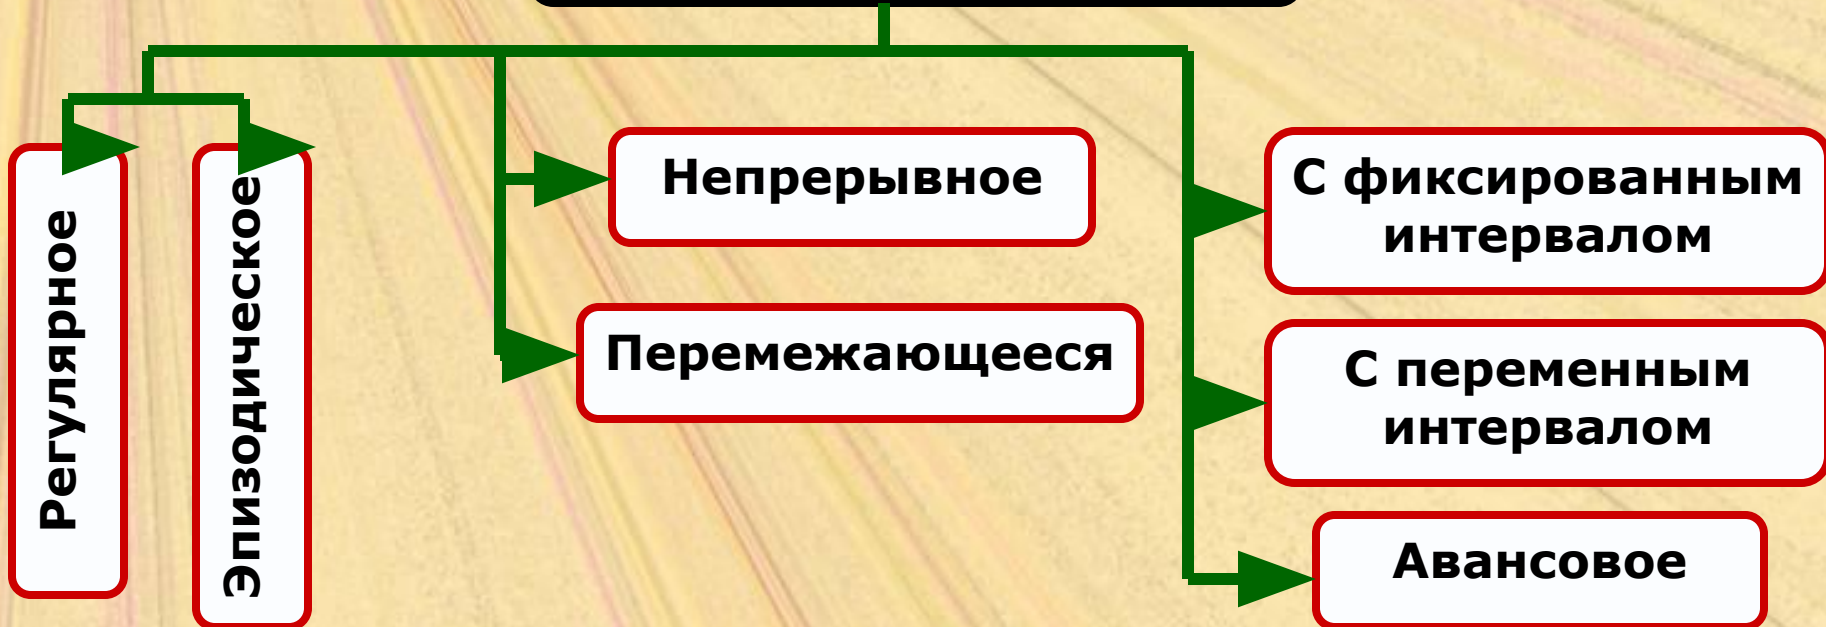 Регулярное
Эпизодическое
Непрерывное
Перемежающееся
С фиксированным
интервалом
С переменным
интервалом
Авансовое